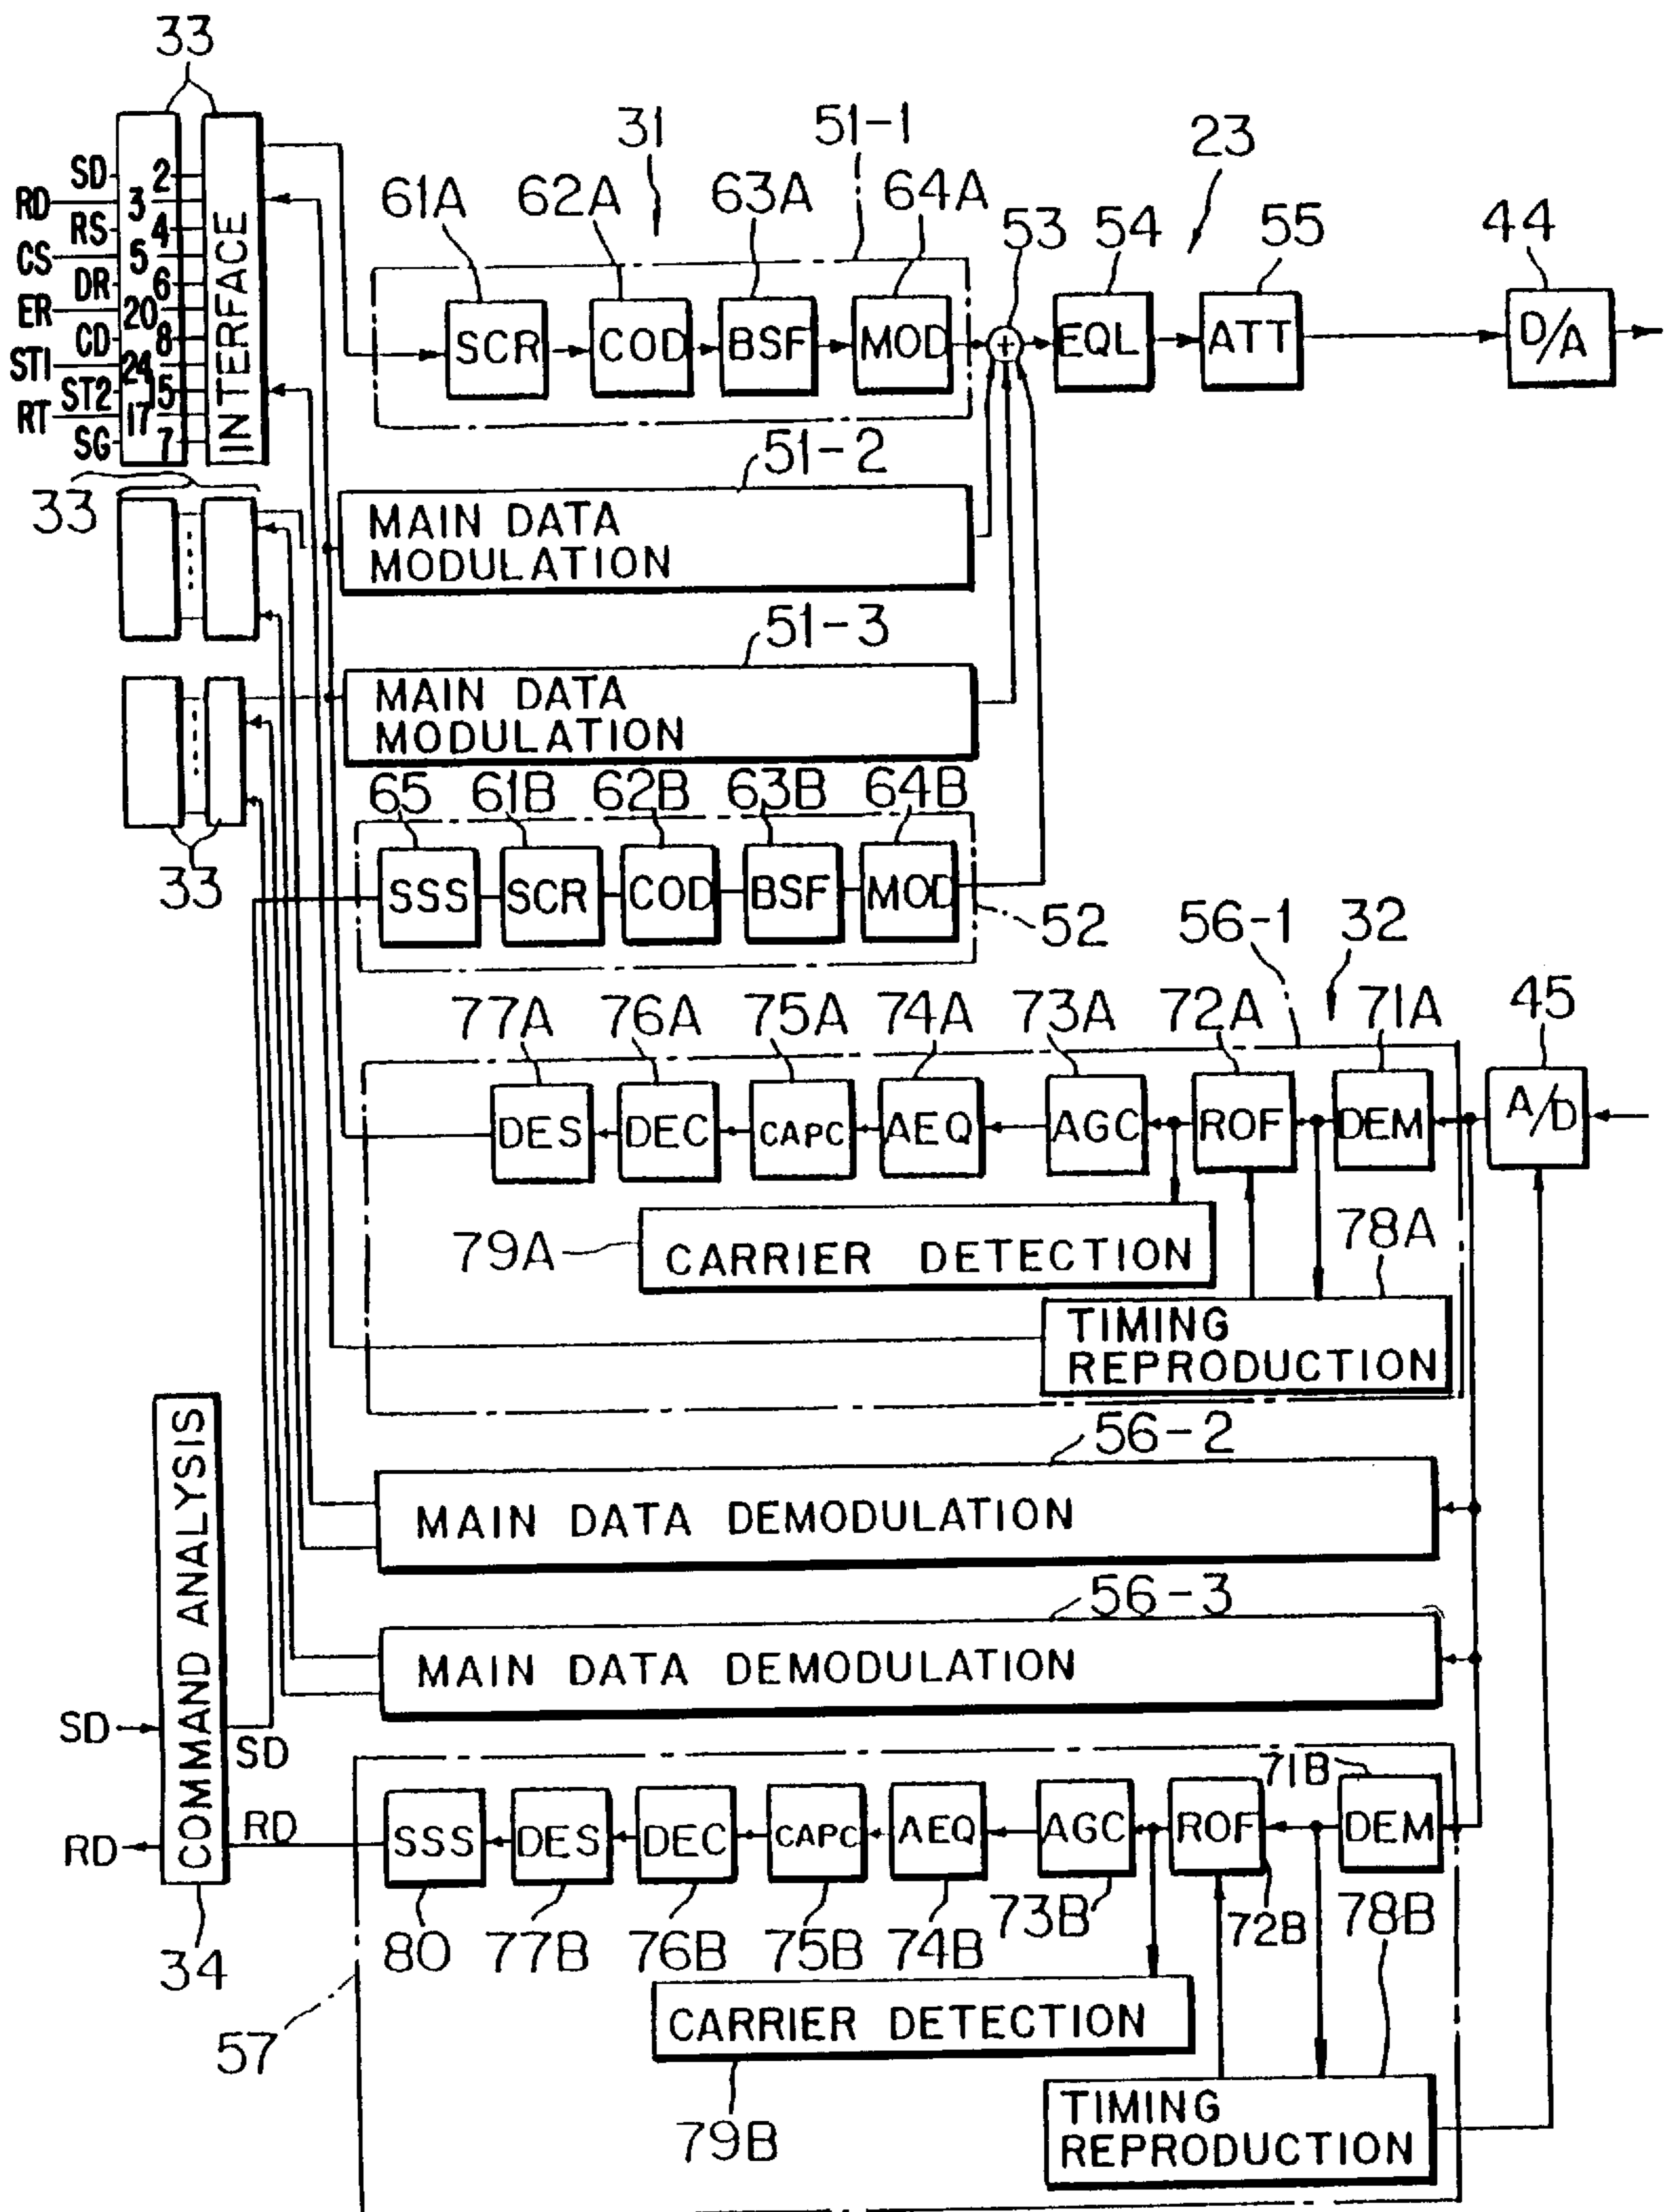 33
31
51-1
23
61A
62A
63A
64A
53
54
55
44
SD
2
RD
3
RS
4
CS
5
DR
6
ER
20
CD
8
ST1
24
ST2
15
RT
17
SG
7
INTERFACE
SCR
COD
BSF
MOD
+
EQL
ATT
D/A
33
51-2
MAIN DATA
MODULATION
51-3
MAIN DATA
MODULATION
33
65
61B
62B
63B
64B
SSS
SCR
COD
BSF
MOD
52
56-1
32
77A
76A
75A
74A
73A
72A
71A
45
DES
DEC
CAPC
AEQ
AGC
ROF
DEM
A/D
79A
CARRIER DETECTION
78A
TIMING
REPRODUCTION
56-2
MAIN DATA DEMODULATION
56-3
MAIN DATA DEMODULATION
COMMAND ANALYSIS
SD
SD
RD
RD
34
71B
SSS
DES
DEC
CAPC
AEQ
AGC
ROF
DEM
80
77B
76B
75B
74B
73B
72B
78B
57
CARRIER DETECTION
79B
TIMING
REPRODUCTION